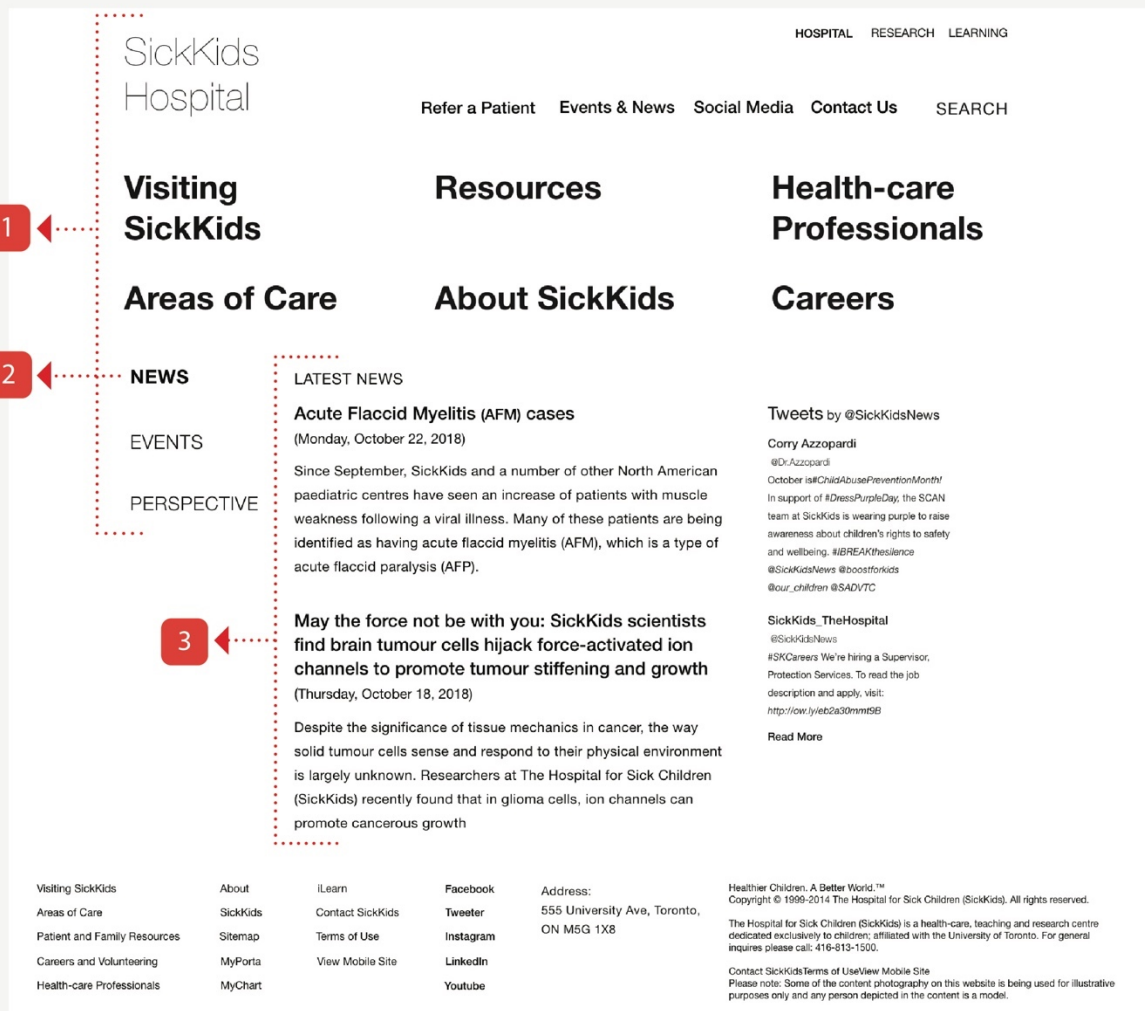 SickKids
Hospital
HOSPITAL RESEARCH LEARNING
Refer a Patient Events & News Social Media Contact Us SEARCH
Visiting
SickKids
Resources
Health-care
Professionals
Areas of Care
About SickKids
Careers
1
2
NEWS
EVENTS
PERSPECTIVE
LATEST NEWS
Acute Flaccid Myelitis (AFM) cases
(Monday, October 22, 2018)
Since September, SickKids and a number of other North American
paediatric centres have seen an increase of patients with muscle
weakness following a viral illness. Many of these patients are being
identified as having acute flaccid myelitis (AFM), which is a type of
acute flaccid paralysis (AFP).
3
May the force not be with you: SickKids scientists
find brain tumour cells hijack force-activated ion
channels to promote tumour stiffening and growth
(Thursday, October 18, 2018)
Despite the significance of tissue mechanics in cancer, the way
solid tumour cells sense and respond to their physical environment
is largely unknown. Researchers at The Hospital for Sick Children
(SickKids) recently found that in glioma cells, ion channels can
promote cancerous growth
Tweets by @SickKidsNews
Corry Azzopardi
@Dr.Azzopardi
October is#ChildAbusePreventionMonth!
In support of #DressPurpleDay, the SCAN
team at SickKids is wearing purple to raise
awareness about children's rights to safety
and wellbeing. #IBREAKthesilence
@SickKidsNews @boostforkids
@our_children @SADVTC
SickKids_TheHospital
@SickKidsNews
#SKCareers We're hiring a Supervisor,
Protection Services. To read the job
description and apply, visit:
http://ow.ly/eb2a30mmt9B
Read More
Visiting SickKids
Areas of Care
Patient and Family Resources
Careers and Volunteering
Health-care Professionals
About
SickKids
Sitemap
MyPorta
MyChart
iLearn
Contact SickKids
Terms of Use
View Mobile Site
Facebook
Tweeter
Instagram
LinkedIn
Youtube
Address:
555 University Ave, Toronto,
ON M5G 1X8
Healthier Children. A Better World.™
Copyright © 1999-2014 The Hospital for Sick Children (SickKids). All rights reserved.
The Hospital for Sick Children (SickKids) is a health-care, teaching and research centre
dedicated exclusively to children; affiliated with the University of Toronto. For general
inquires please call: 416-813-1500.
Contact SickKidsTerms of UseView Mobile Site
Please note: Some of the content photography on this website is being used for illustrative
purposes only and any person depicted in the content is a model.